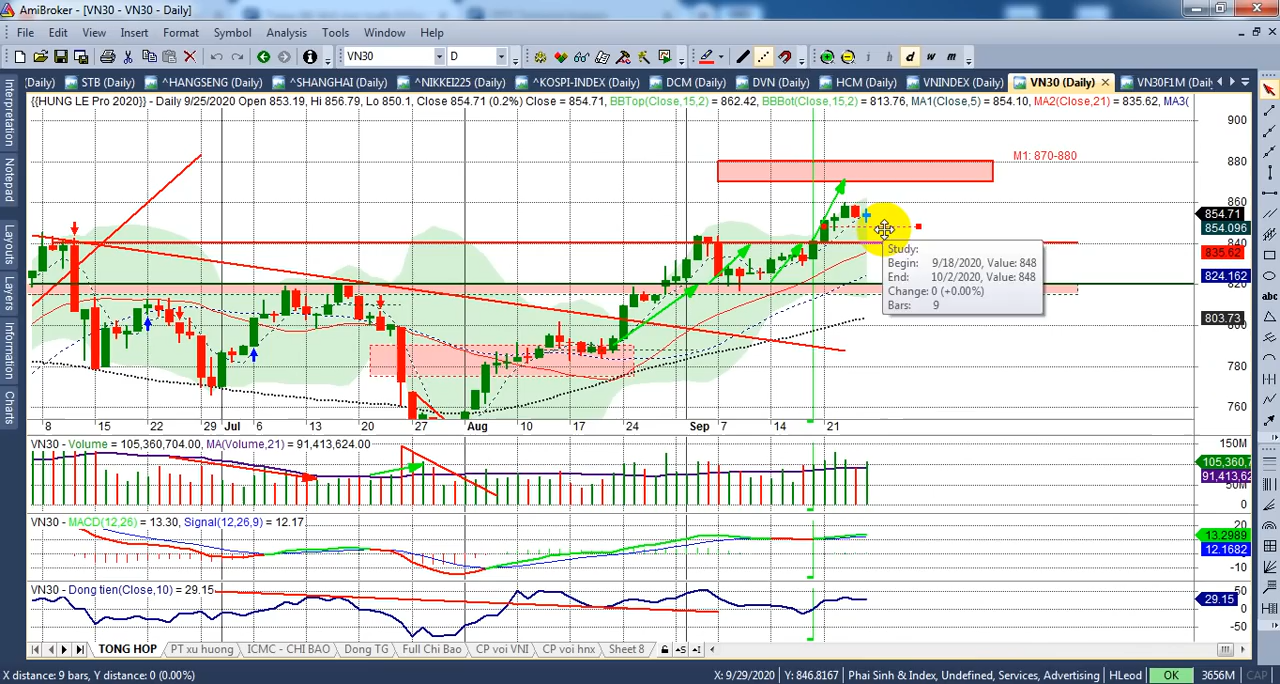 AmiBroker - [VN30 - VN30 - Daily]
File Edit View Insert Format Symbol Analysis Tools Window Help
VN30 D i h d w m
(Daily) STB (Daily) ^HANGSENG (Daily) ^SHANGHAI (Daily) ^NIKKEI225 (Daily) ^KOSPI-INDEX (Daily) DCM (Daily) DVN (Daily) HCM (Daily) VNINDEX (Daily) VN30 (Daily) VN30F1M (Daily)
{{HUNG LE Pro 2020}} - Daily 9/25/2020 Open 853.19, Hi 856.79, Lo 850.1, Close 854.71 (0.2%) Close = 854.71, BBTop(Close,15,2) = 862.42, BBBot(Close,15,2) = 813.76, MA1(Close,5) = 854.10, MA2(Close,21) = 835.62, MA3(
Interpretation
Notepad
Layouts
Layers
Information
Charts
M1: 870-880
900
880
860
854.71
854.096
840
835.62
824.162
820
803.73
800
780
760
Study:
Begin: 9/18/2020, Value: 848
End: 10/2/2020, Value: 848
Change: 0 (+0.00%)
Bars: 9
8 15 22 29 Jul 6 13 20 27 Aug 10 17 24 Sep 7 14 21
VN30 - Volume = 105,360,704.00, MA(Volume,21) = 91,413,624.00
150M
105,360,7
91,413,62
50M
0
VN30 - MACD(12,26) = 13.30, Signal(12,26,9) = 12.17
20
13.2989
12.1682
-10
VN30 - Dong tien(Close,10) = 29.15
50
29.15
0
-50
TONG HOP PT xu huong ICMC - CHI BAO Dong TG Full Chi Bao CP voi VNI CP voi hnx Sheet 8
X distance: 9 bars, Y distance: 0 (0.00%) X: 9/29/2020 Y: 846.8167 Phai Sinh & Index, Undefined, Services, Advertising HLeod OK 3656M CAP